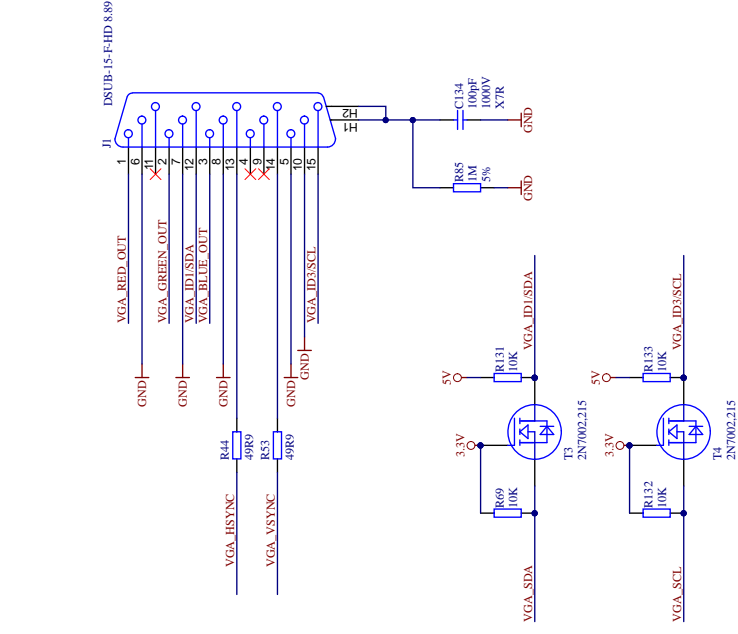 DSUB-15-F-HD 8.89
J1
1
6
11
2
7
12
3
8
13
4
9
14
5
10
15
H2
H1
C134
100pF
1000V
X7R
GND
R85
1M
5%
GND
VGA_RED_OUT
VGA_GREEN_OUT
VGA_ID1/SDA
VGA_BLUE_OUT
VGA_ID3/SCL
GND
GND
GND
GND
GND
R44
49R9
R53
49R9
VGA_HSYNC
VGA_VSYNC
VGA_ID1/SDA
5V
R131
10K
3.3V
T3
2N7002,215
R69
10K
VGA_SDA
VGA_ID3/SCL
5V
R133
10K
3.3V
T4
2N7002,215
R132
10K
VGA_SCL